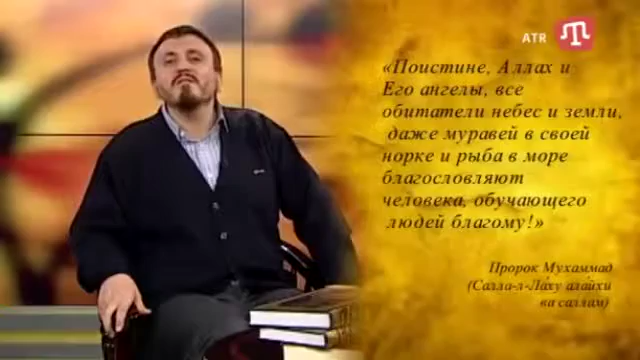 ATR
«Поистине, Аллах и
Его ангелы, все
обитатели небес и земли,
даже муравей в своей
норке и рыба в море
благословляют
человека, обучающего
людей благому!»
Пророк Мухаммад
(Салла-л-Лаху алайхи
ва саллам)